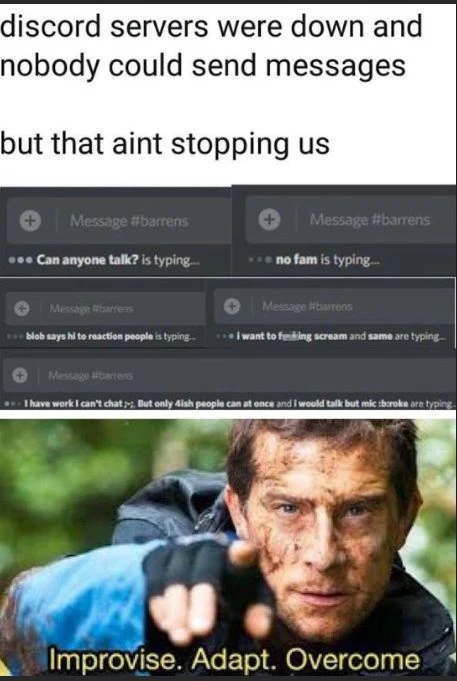 discord servers were down and
nobody could send messages
but that aint stopping us
Message #barrens
Message #barrens
Can anyone talk? is typing...
no fam is typing...
Message #barrens
Message #barrens
blob says hi to reaction people is typing...
I want to ing scream and same are typing...
Message #barrens
I have work I can't chat ;-;, But only 4ish people can at once and i would talk but mic :b:roke are typing...
Improvise. Adapt. Overcome